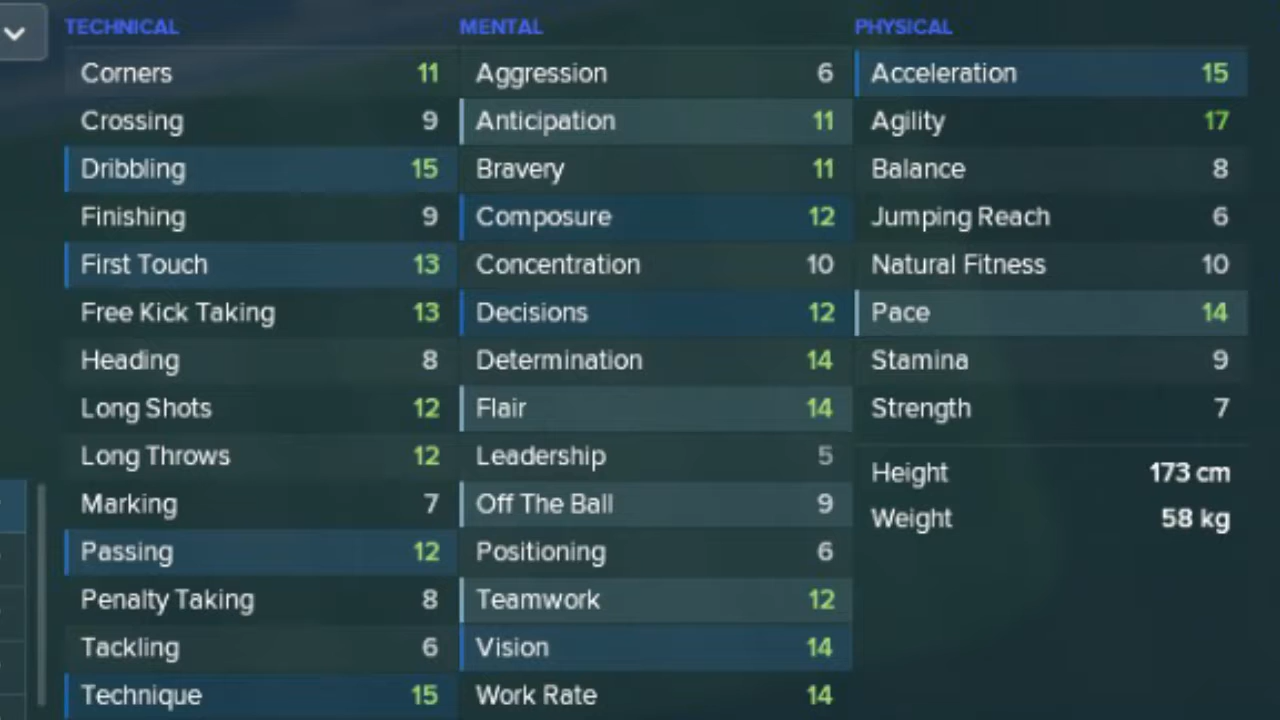 TECHNICAL MENTAL PHYSICAL
Corners 11 Aggression 6 Acceleration 15
Crossing 9 Anticipation 11 Agility 17
Dribbling 15 Bravery 11 Balance 8
Finishing 9 Composure 12 Jumping Reach 6
First Touch 13 Concentration 10 Natural Fitness 10
Free Kick Taking 13 Decisions 12 Pace 14
Heading 8 Determination 14 Stamina 9
Long Shots 12 Flair 14 Strength 7
Long Throws 12 Leadership 5 Height 173 cm
Marking 7 Off The Ball 9 Weight 58 kg
Passing 12 Positioning 6
Penalty Taking 8 Teamwork 12
Tackling 6 Vision 14
Technique 15 Work Rate 14